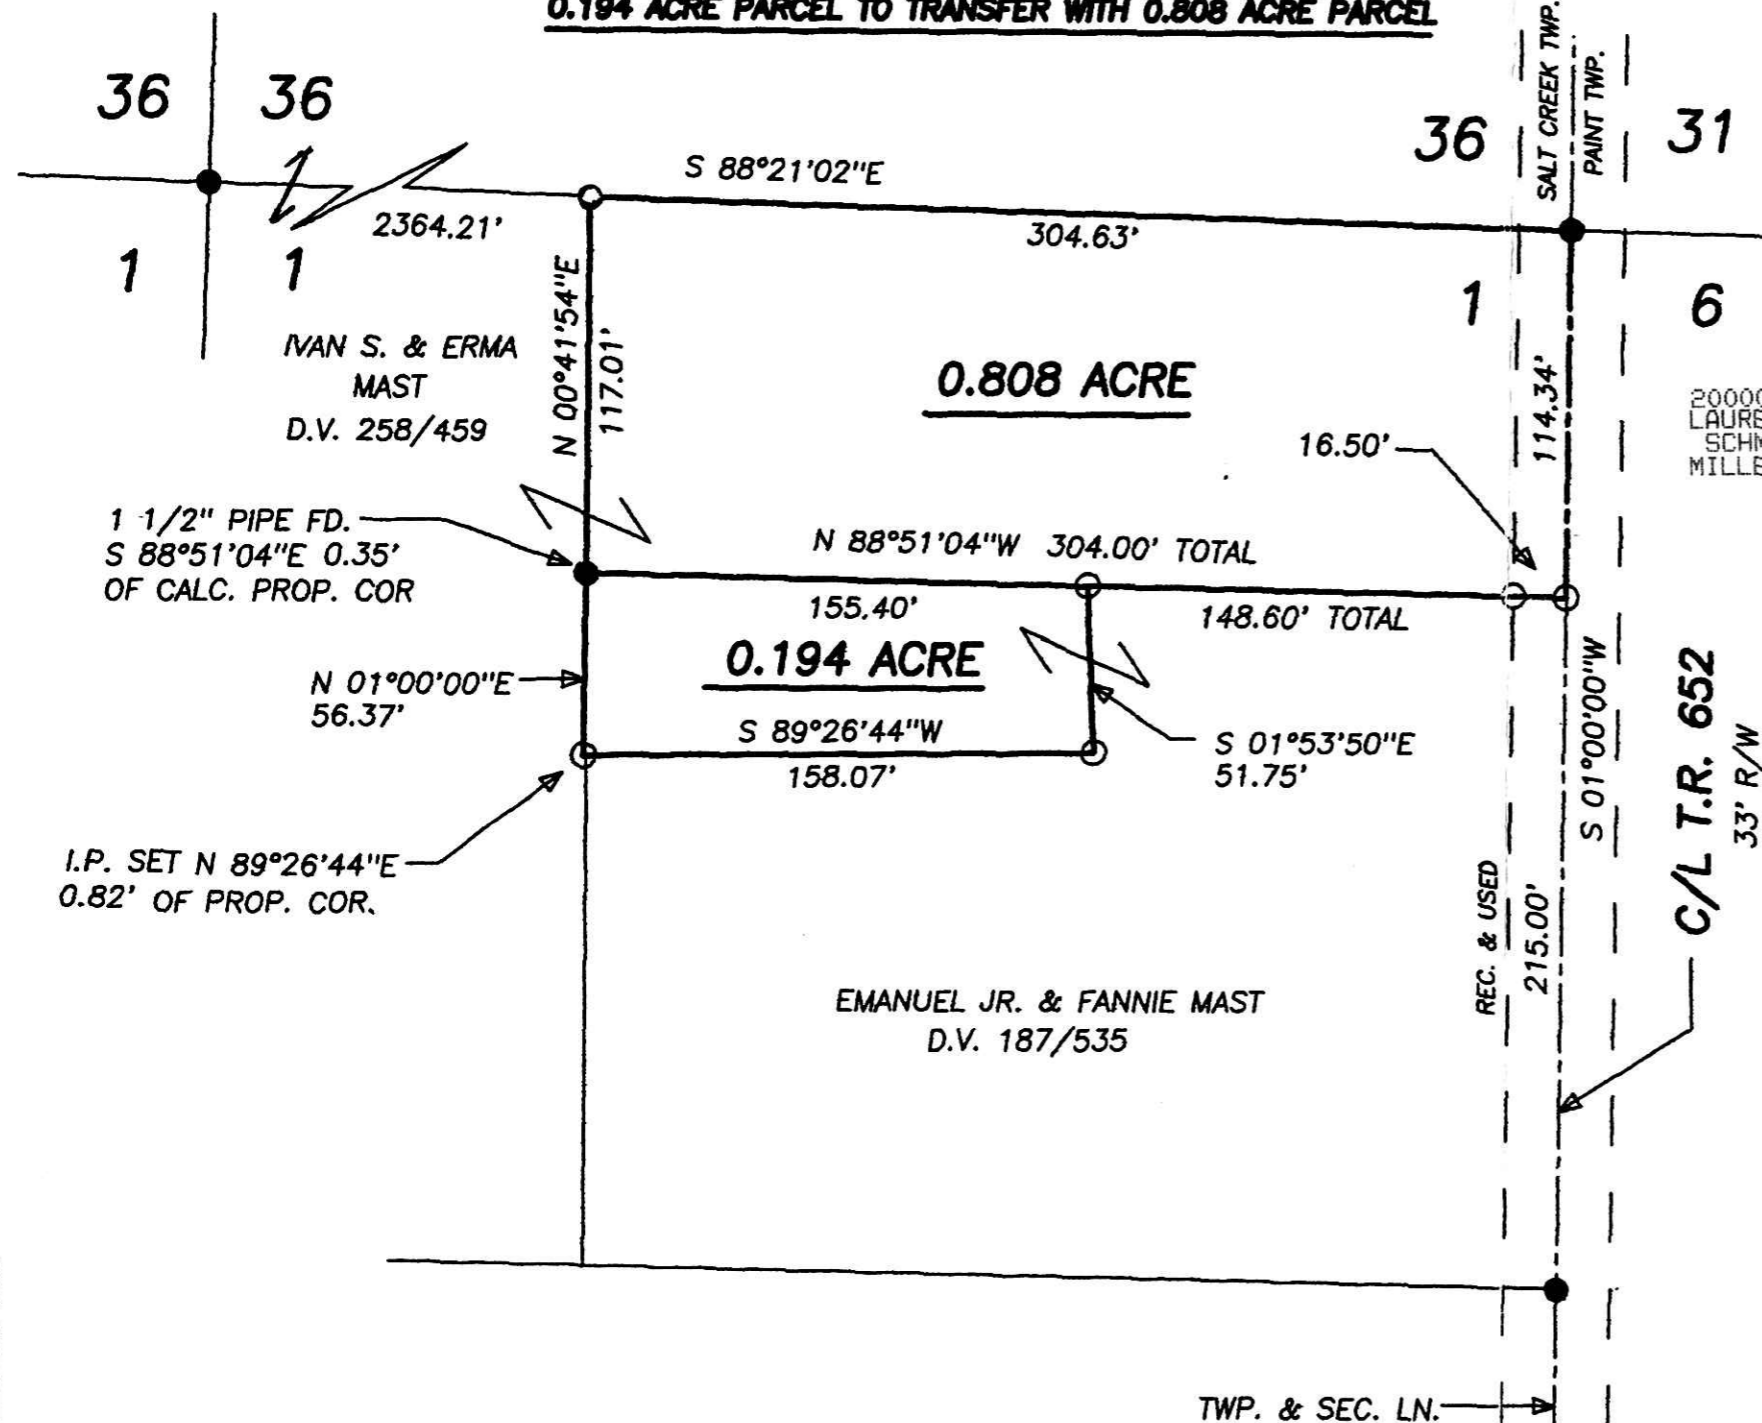 0.194 ACRE PARCEL TO TRANSFER WITH 0.808 ACRE PARCEL
SALT CREEK TWP.
PAINT TWP.
36
36
36
31
S 88°21'02"E
2364.21'
304.63'
1
1
1
6
IVAN S. & ERMA
MAST
D.V. 258/459
N 00°41'54"E
117.01'
0.808 ACRE
114.34'
16.50'
1 1/2" PIPE FD.
S 88°51'04"E 0.35'
OF CALC. PROP. COR
N 88°51'04"W 304.00' TOTAL
155.40'
148.60' TOTAL
0.194 ACRE
N 01°00'00"E
56.37'
S 89°26'44"W
158.07'
S 01°53'50"E
51.75'
S 01°00'00"W
C/L T.R. 652
33' R/W
I.P. SET N 89°26'44"E
0.82' OF PROP. COR.
REC. & USED
215.00'
EMANUEL JR. & FANNIE MAST
D.V. 187/535
TWP. & SEC. LN.